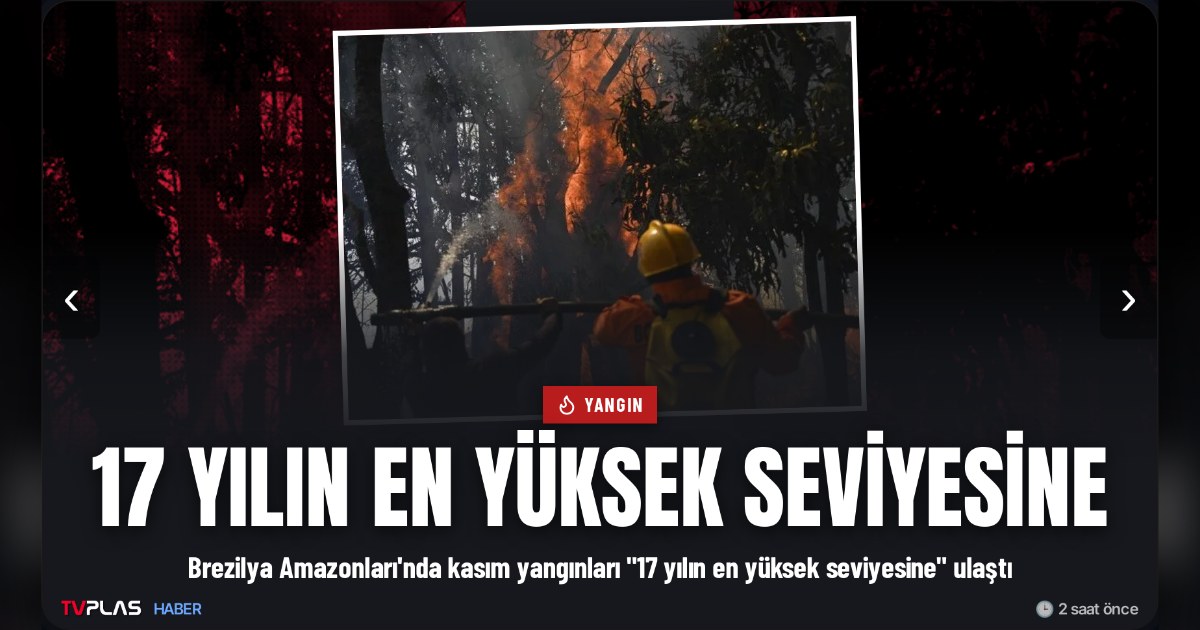 YANGIN
17 YILIN EN YÜKSEK SEVİYESİNE
Brezilya Amazonları'nda kasım yangınları "17 yılın en yüksek seviyesine" ulaştı
TVPLAS HABER
2 saat önce